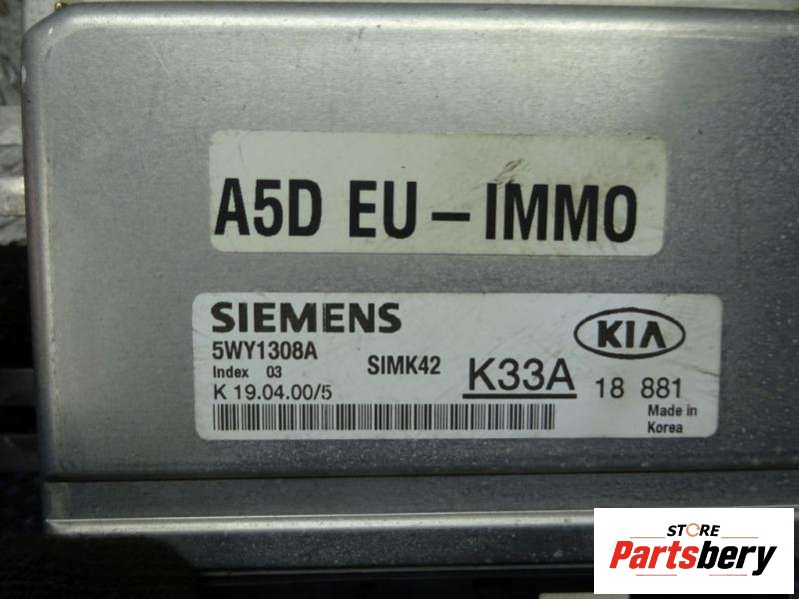 A5D EU – IMMO
SIEMENS
KIA
5WY1308A
SIMK42
K33A
Index 03
18 881
K 19.04.00/5
Made in
Korea
STORE
Partsbery